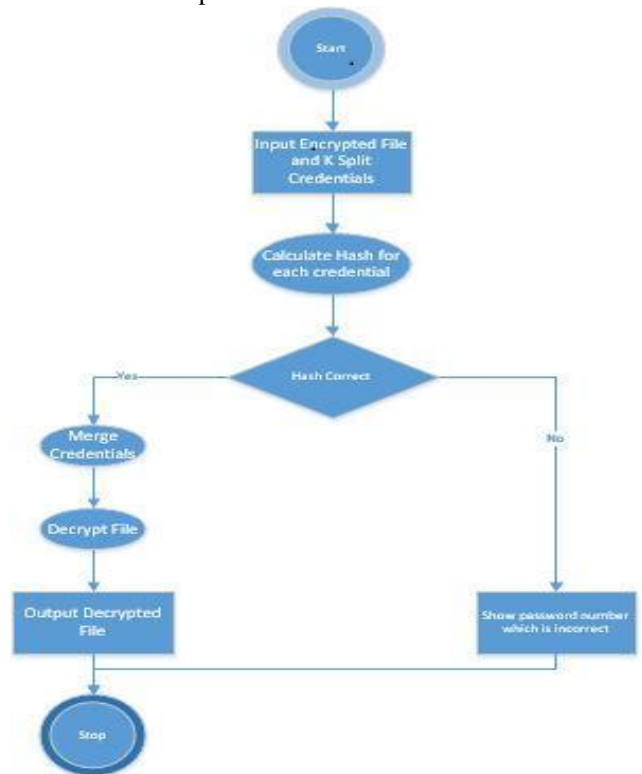 Start
Input Encrypted File
and K Split
Credentials
Calculate Hash for
each credential
Hash Correct
Yes
No
Merge
Credentials
Decrypt File
Output Decrypted
File
Show password number
which is incorrect
Stop